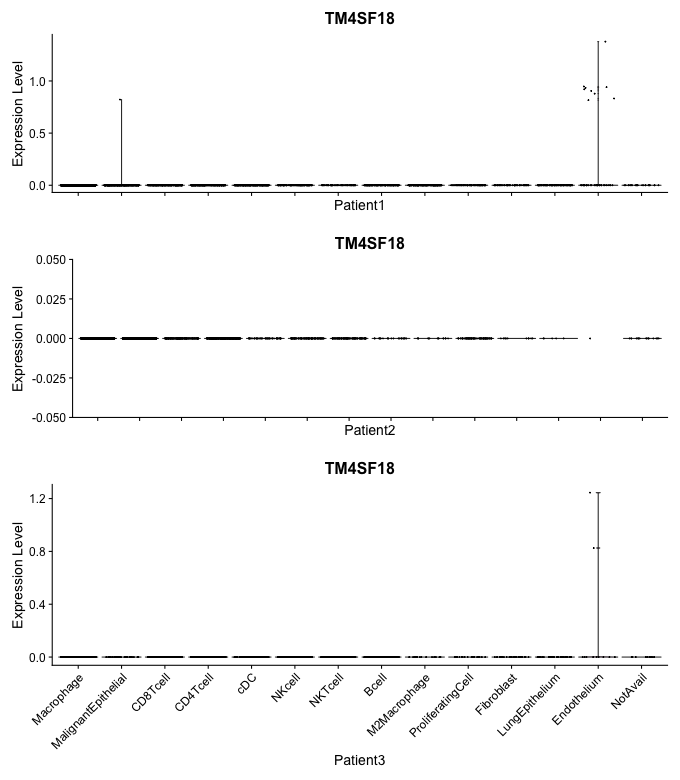 TM4SF18
Expression Level
1.0
0.5
0.0
Patient1
TM4SF18
Expression Level
0.050
0.025
0.000
-0.025
-0.050
Patient2
TM4SF18
Expression Level
1.2
0.8
0.4
0.0
Macrophage
MalignantEpithelial
CD8Tcell
CD4Tcell
cDC
NKcell
NKTcell
Bcell
M2Macrophage
ProliferatingCell
Fibroblast
LungEpithelium
Endothelium
NotAvail
Patient3